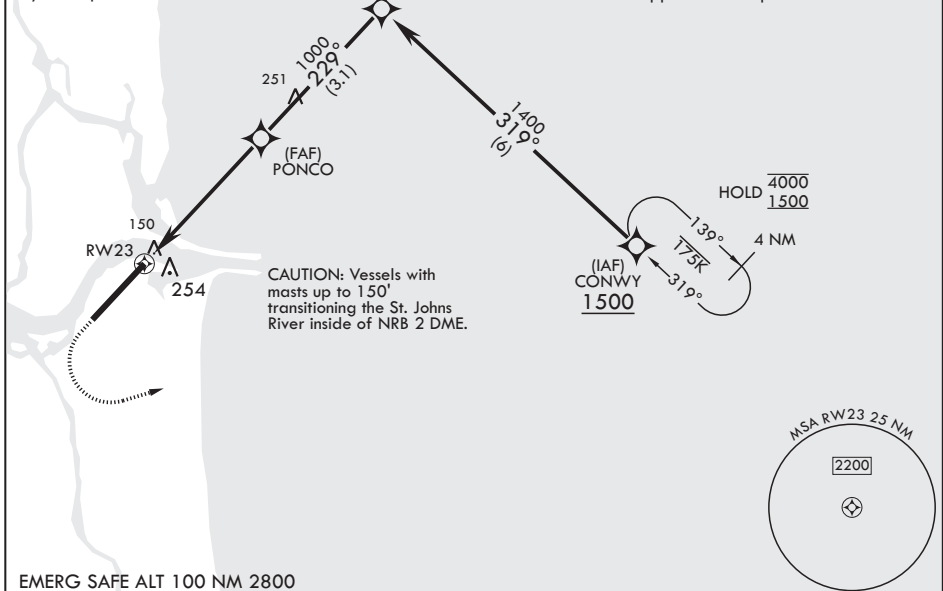 1000
229°
(3.1)
251
1400
319°
(6)
(FAF)
PONCO
HOLD 4000
1500
139°
4 NM
175K
319°
150
RW23
254
(IAF)
CONWY
1500
CAUTION: Vessels with
masts up to 150'
transitioning the St. Johns
River inside of NRB 2 DME.
MSA RW23 25 NM
2200
EMERG SAFE ALT 100 NM 2800